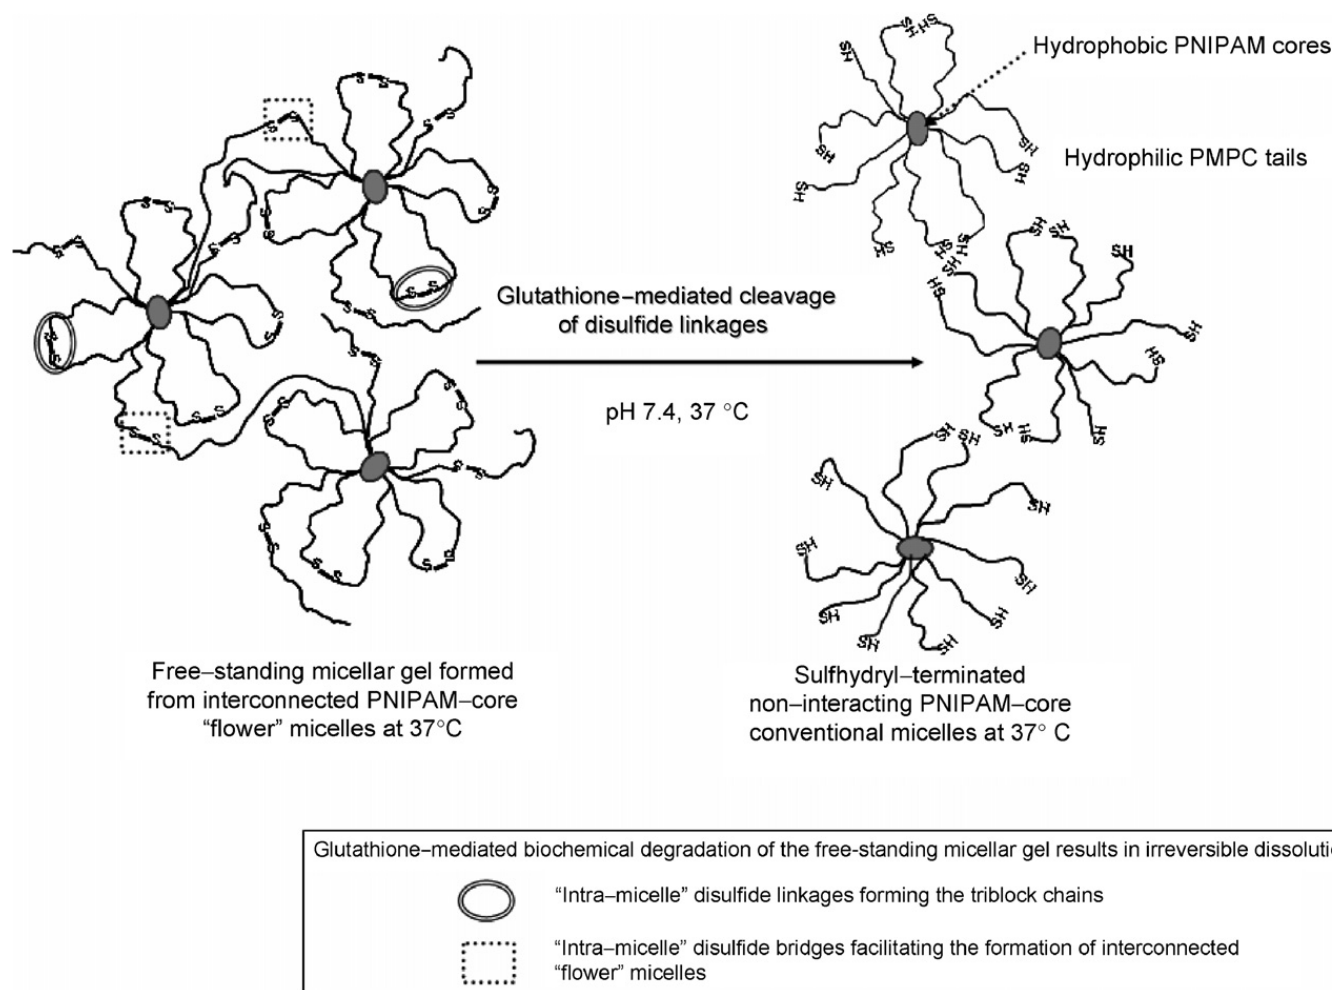 Hydrophobic PNIPAM cores
Hydrophilic PMPC tails
Glutathione–mediated cleavage
of disulfide linkages
pH 7.4, 37 °C
Free–standing micellar gel formed
from interconnected PNIPAM–core
“flower” micelles at 37°C
Sulfhydryl–terminated
non–interacting PNIPAM–core
conventional micelles at 37° C
Glutathione–mediated biochemical degradation of the free-standing micellar gel results in irreversible
“Intra–micelle” disulfide linkages forming the triblock chains
“Intra–micelle” disulfide bridges facilitating the formation of interconnected
“flower” micelles